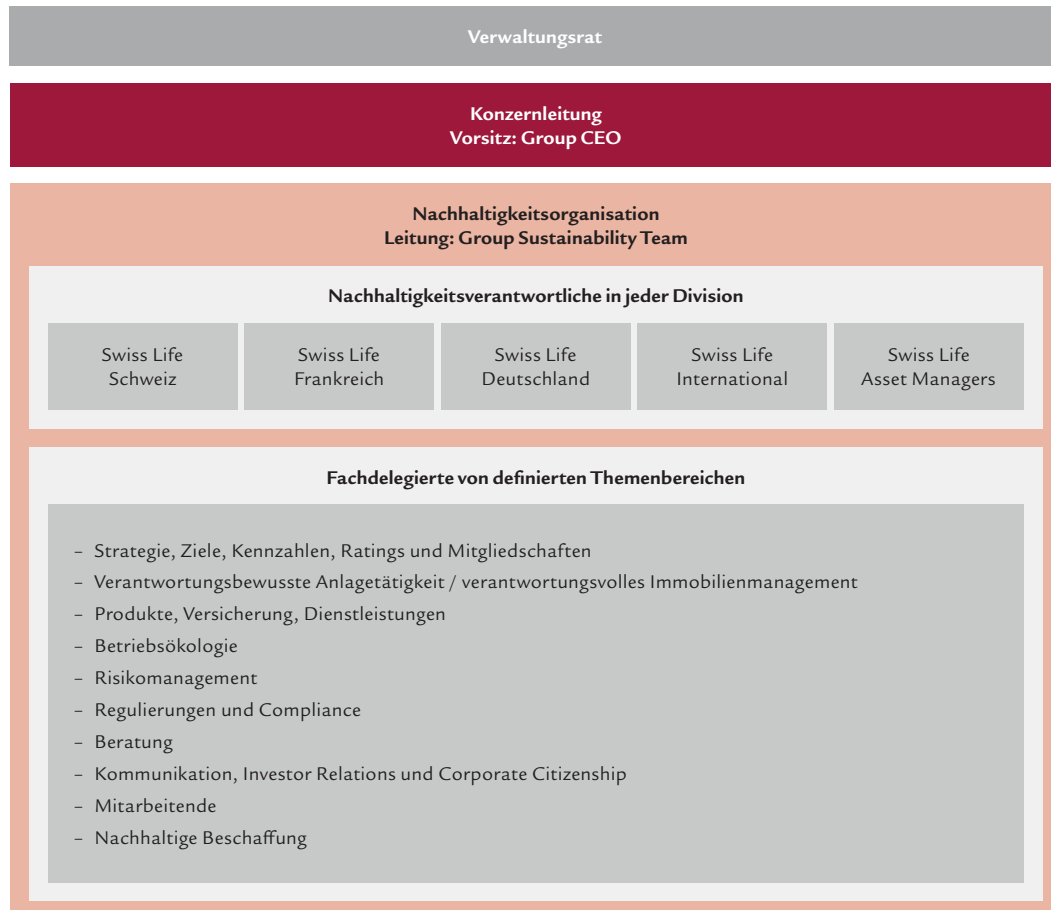 Verwaltungsrat
Konzernleitung
Vorsitz: Group CEO
Nachhaltigkeitsorganisation
Leitung: Group Sustainability Team
Nachhaltigkeitsverantwortliche in jeder Division
Swiss Life
Schweiz
Swiss Life
Frankreich
Swiss Life
Deutschland
Swiss Life
International
Swiss Life
Asset Managers
Fachdelegierte von definierten Themenbereichen
– Strategie, Ziele, Kennzahlen, Ratings und Mitgliedschaften
– Verantwortungsbewusste Anlagetätigkeit / verantwortungsvolles Immobilienmanagement
– Produkte, Versicherung, Dienstleistungen
– Betriebsökologie
– Risikomanagement
– Regulierungen und Compliance
– Beratung
– Kommunikation, Investor Relations und Corporate Citizenship
– Mitarbeitende
– Nachhaltige Beschaffung